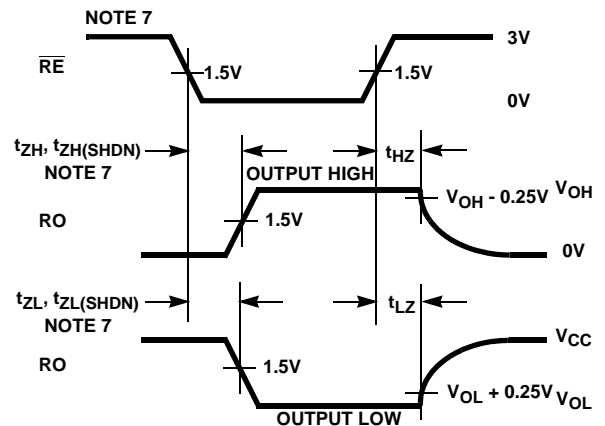 NOTE 7
3V
RE
1.5V
1.5V
0V
tZH, tZH(SHDN)
NOTE 7
tHZ
OUTPUT HIGH
VOH - 0.25V VOH
RO
1.5V
0V
tZL, tZL(SHDN)
NOTE 7
tLZ
VCC
RO
1.5V
VOL + 0.25V VOL
OUTPUT LOW